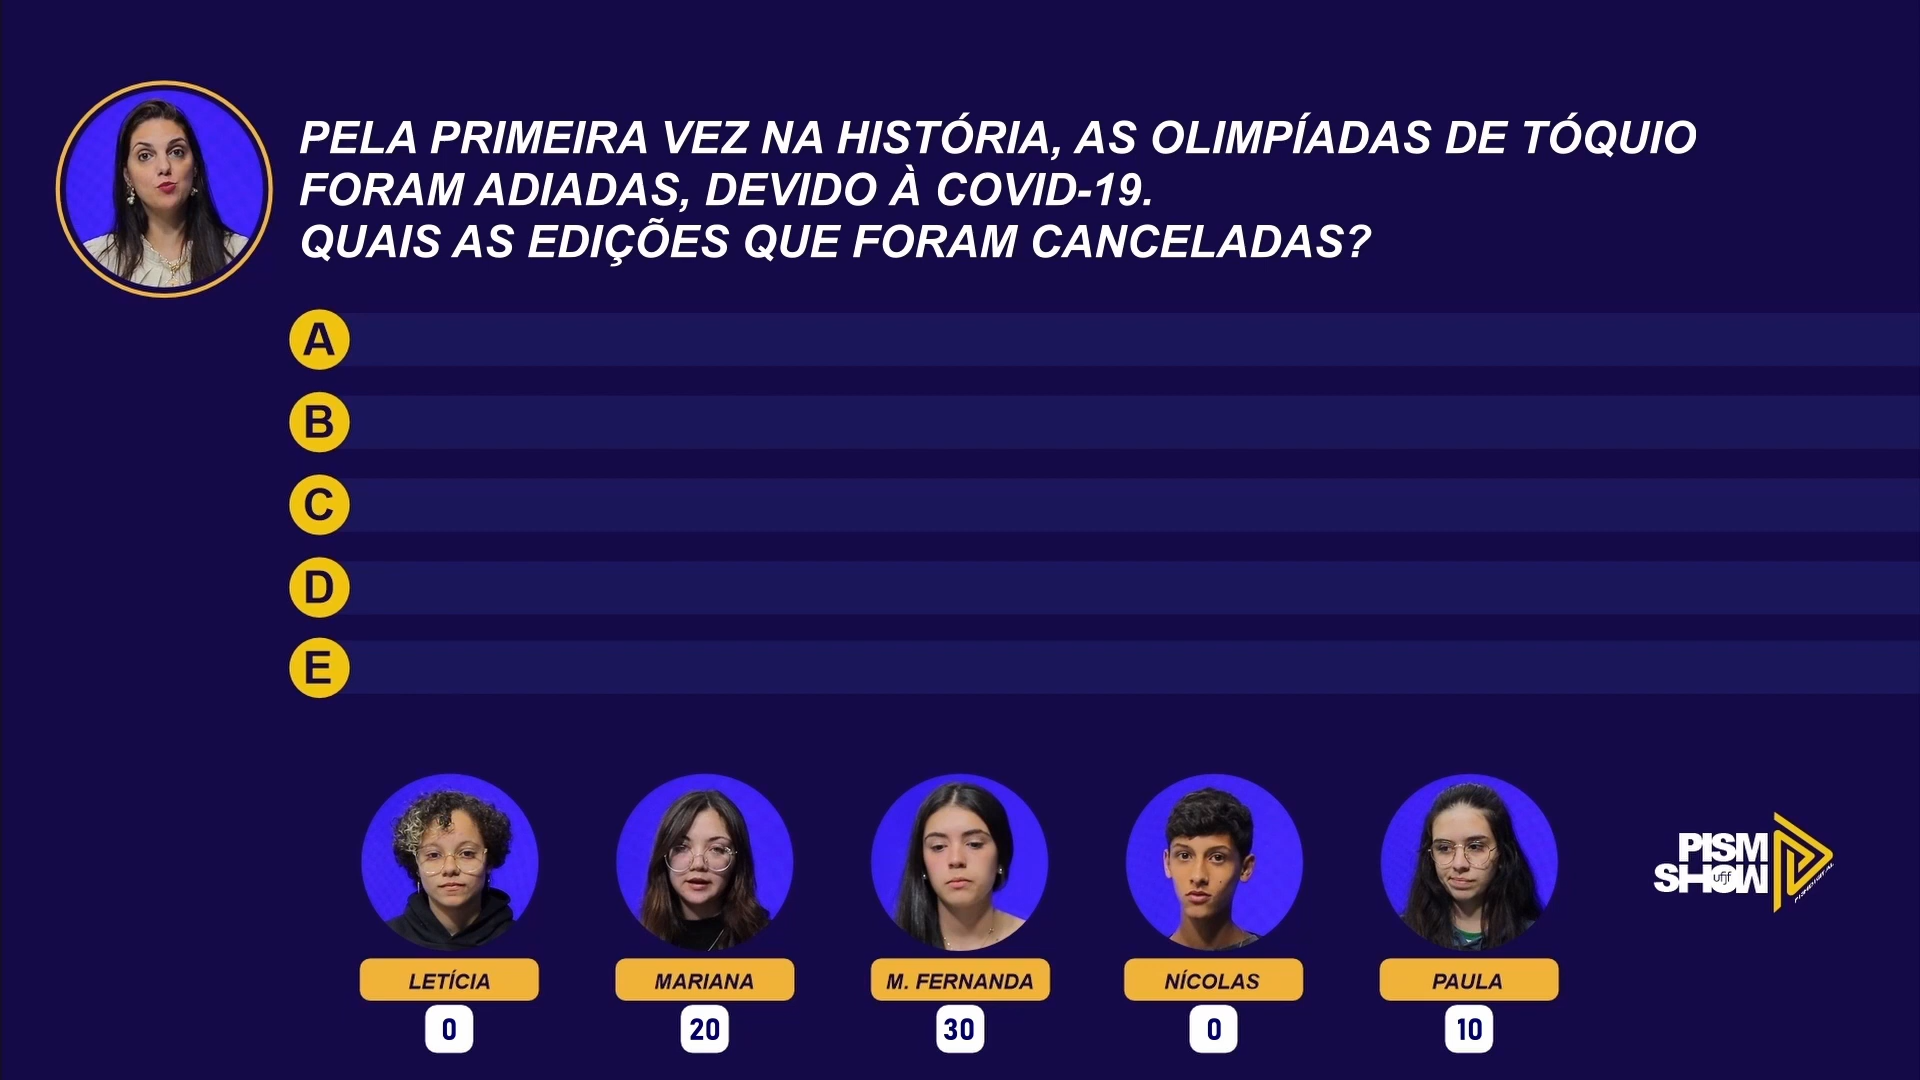 PELA PRIMEIRA VEZ NA HISTÓRIA, AS OLIMPÍADAS DE TÓQUIO
FORAM ADIADAS, DEVIDO À COVID-19.
QUAIS AS EDIÇÕES QUE FORAM CANCELADAS?
A
B
C
D
E
LETÍCIA
MARIANA
M. FERNANDA
NÍCOLAS
PAULA
0
20
30
0
10
PISM
SHOW
ufjf